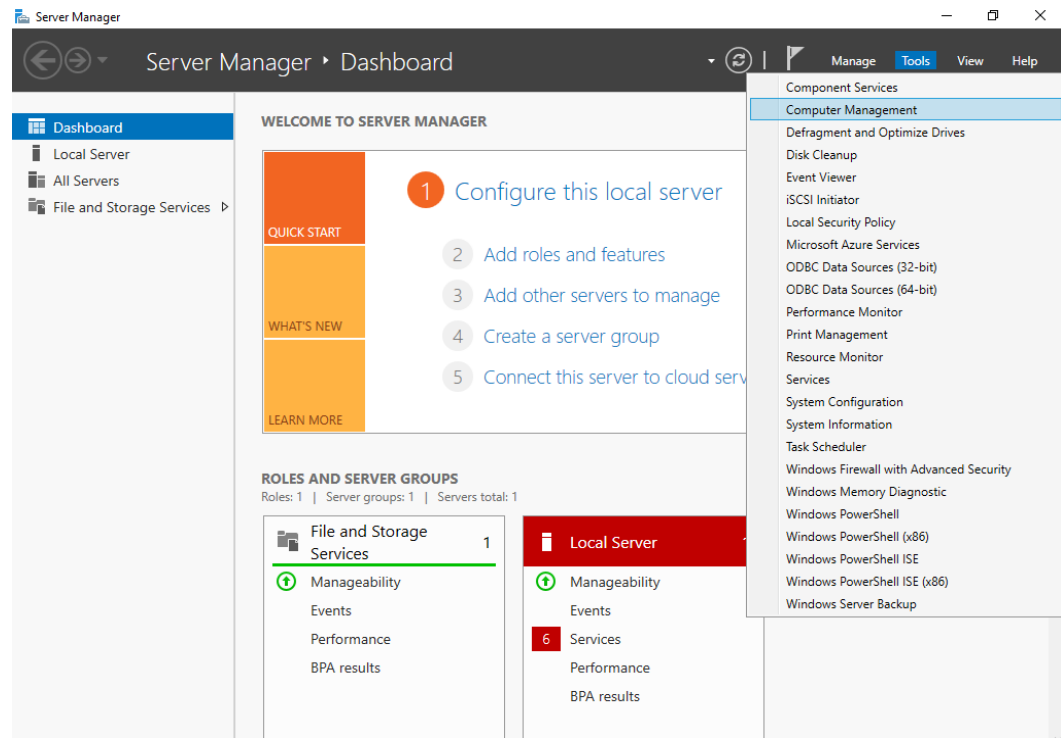 Server Manager
Server Manager ‣ Dashboard
Manage Tools View Help
Dashboard
Local Server
All Servers
File and Storage Services
WELCOME TO SERVER MANAGER
QUICK START
WHAT'S NEW
LEARN MORE
1 Configure this local server
2 Add roles and features
3 Add other servers to manage
4 Create a server group
5 Connect this server to cloud serv
ROLES AND SERVER GROUPS
Roles: 1 | Server groups: 1 | Servers total: 1
File and Storage
Services
1
Manageability
Events
Performance
BPA results
Local Server
Manageability
Events
6 Services
Performance
BPA results
Component Services
Computer Management
Defragment and Optimize Drives
Disk Cleanup
Event Viewer
iSCSI Initiator
Local Security Policy
Microsoft Azure Services
ODBC Data Sources (32-bit)
ODBC Data Sources (64-bit)
Performance Monitor
Print Management
Resource Monitor
Services
System Configuration
System Information
Task Scheduler
Windows Firewall with Advanced Security
Windows Memory Diagnostic
Windows PowerShell
Windows PowerShell (x86)
Windows PowerShell ISE
Windows PowerShell ISE (x86)
Windows Server Backup